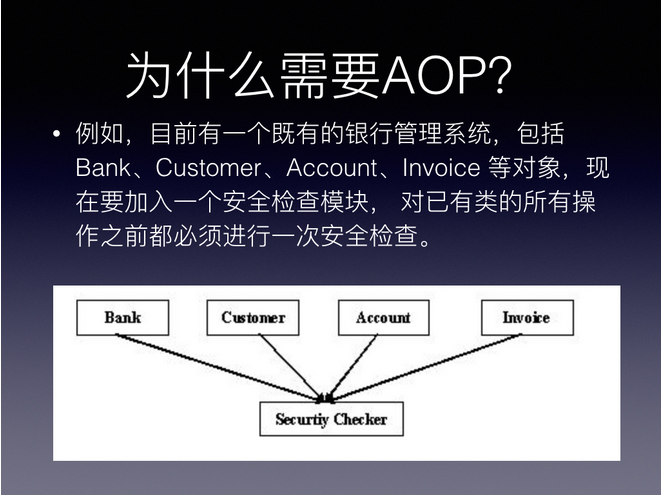 为什么需要AOP?
• 例如，目前有一个既有的银行管理系统，包括
Bank、Customer、Account、Invoice 等对象，现
在要加入一个安全检查模块， 对已有类的所有操
作之前都必须进行一次安全检查。
Bank Customer Account Invoice
Securtiy Checker